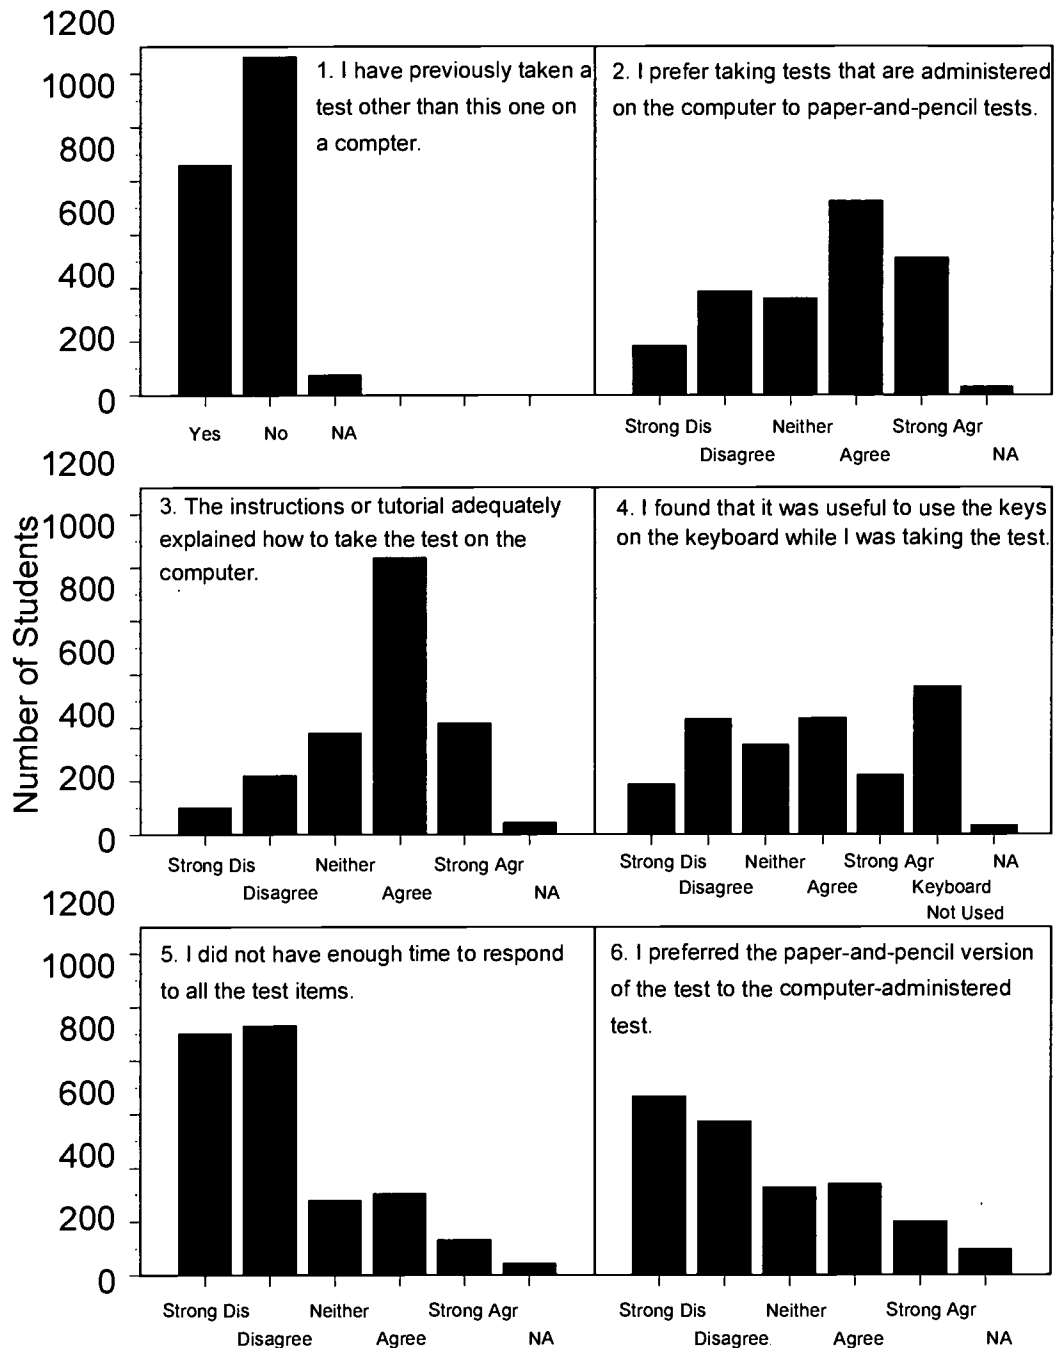 1200
1000
800
600
400
200
0
1. I have previously taken a
test other than this one on
a compter.
Yes No NA
2. I prefer taking tests that are administered
on the computer to paper-and-pencil tests.
Strong Dis Neither Strong Agr
Disagree Agree NA
Number of Students
1200
1000
800
600
400
200
0
3. The instructions or tutorial adequately
explained how to take the test on the
computer.
Strong Dis Neither Strong Agr
Disagree Agree NA
4. I found that it was useful to use the keys
on the keyboard while I was taking the test.
Strong Dis Neither Strong Agr NA
Disagree Agree Keyboard
Not Used
1200
1000
800
600
400
200
0
5. I did not have enough time to respond
to all the test items.
Strong Dis Neither Strong Agr
Disagree Agree NA
6. I preferred the paper-and-pencil version
of the test to the computer-administered
test.
Strong Dis Neither Strong Agr
Disagree Agree NA